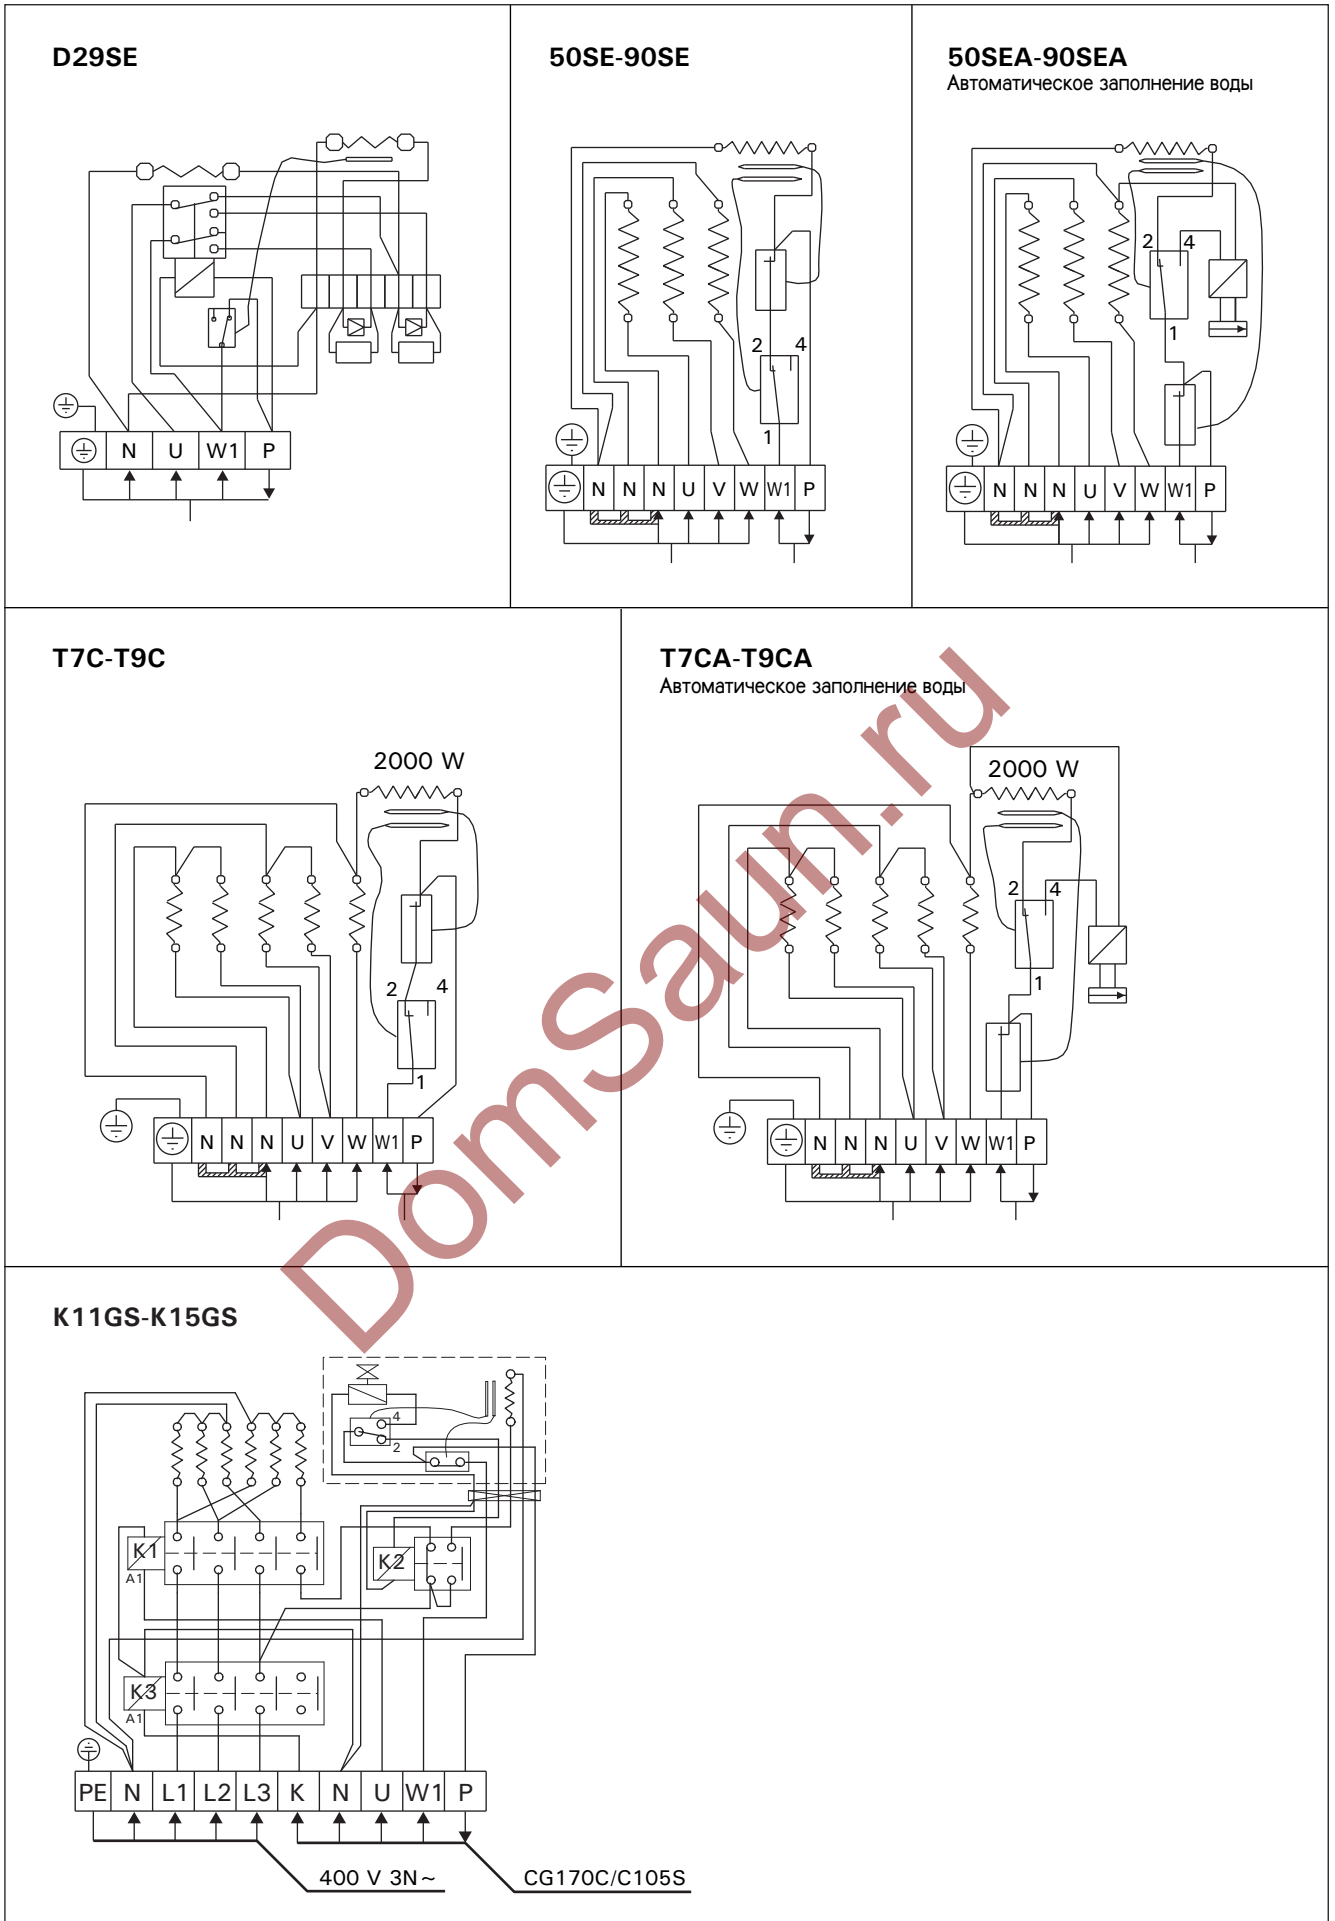 D29SE
N U W1 P
50SE-90SE
2 4
1
N N N U V W W1 P
50SEA-90SEA
Автоматическое заполнение воды
2 4
1
N N N U V W W1 P
T7C-T9C
2000 W
2 4
1
N N N U V W W1 P
T7CA-T9CA
Автоматическое заполнение воды
2000 W
2 4
1
N N N U V W W1 P
DomSaun.ru
K11GS-K15GS
4
2
K1
A1
K2
K3
A1
PE N L1 L2 L3 K N U W1 P
400 V 3N~
CG170C/C105S